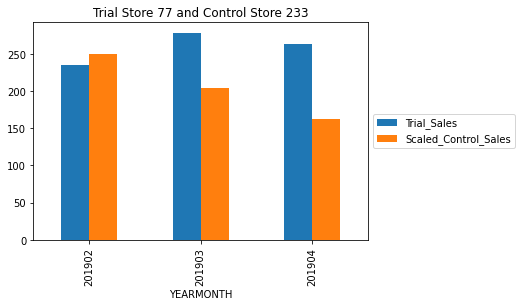 Trial Store 77 and Control Store 233
250
200
150
100
50
0
201902
201903
201904
YEARMONTH
Trial_Sales
Scaled_Control_Sales